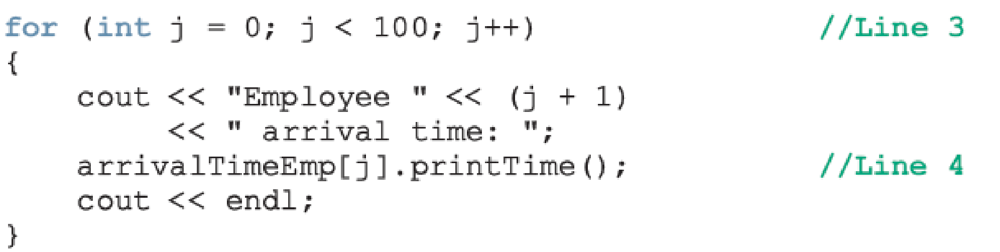 for (int j = 0; j < 100; j++) //Line 3
{
    cout << "Employee " << (j + 1)
         << " arrival time: ";
    arrivalTimeEmp[j].printTime(); //Line 4
    cout << endl;
}